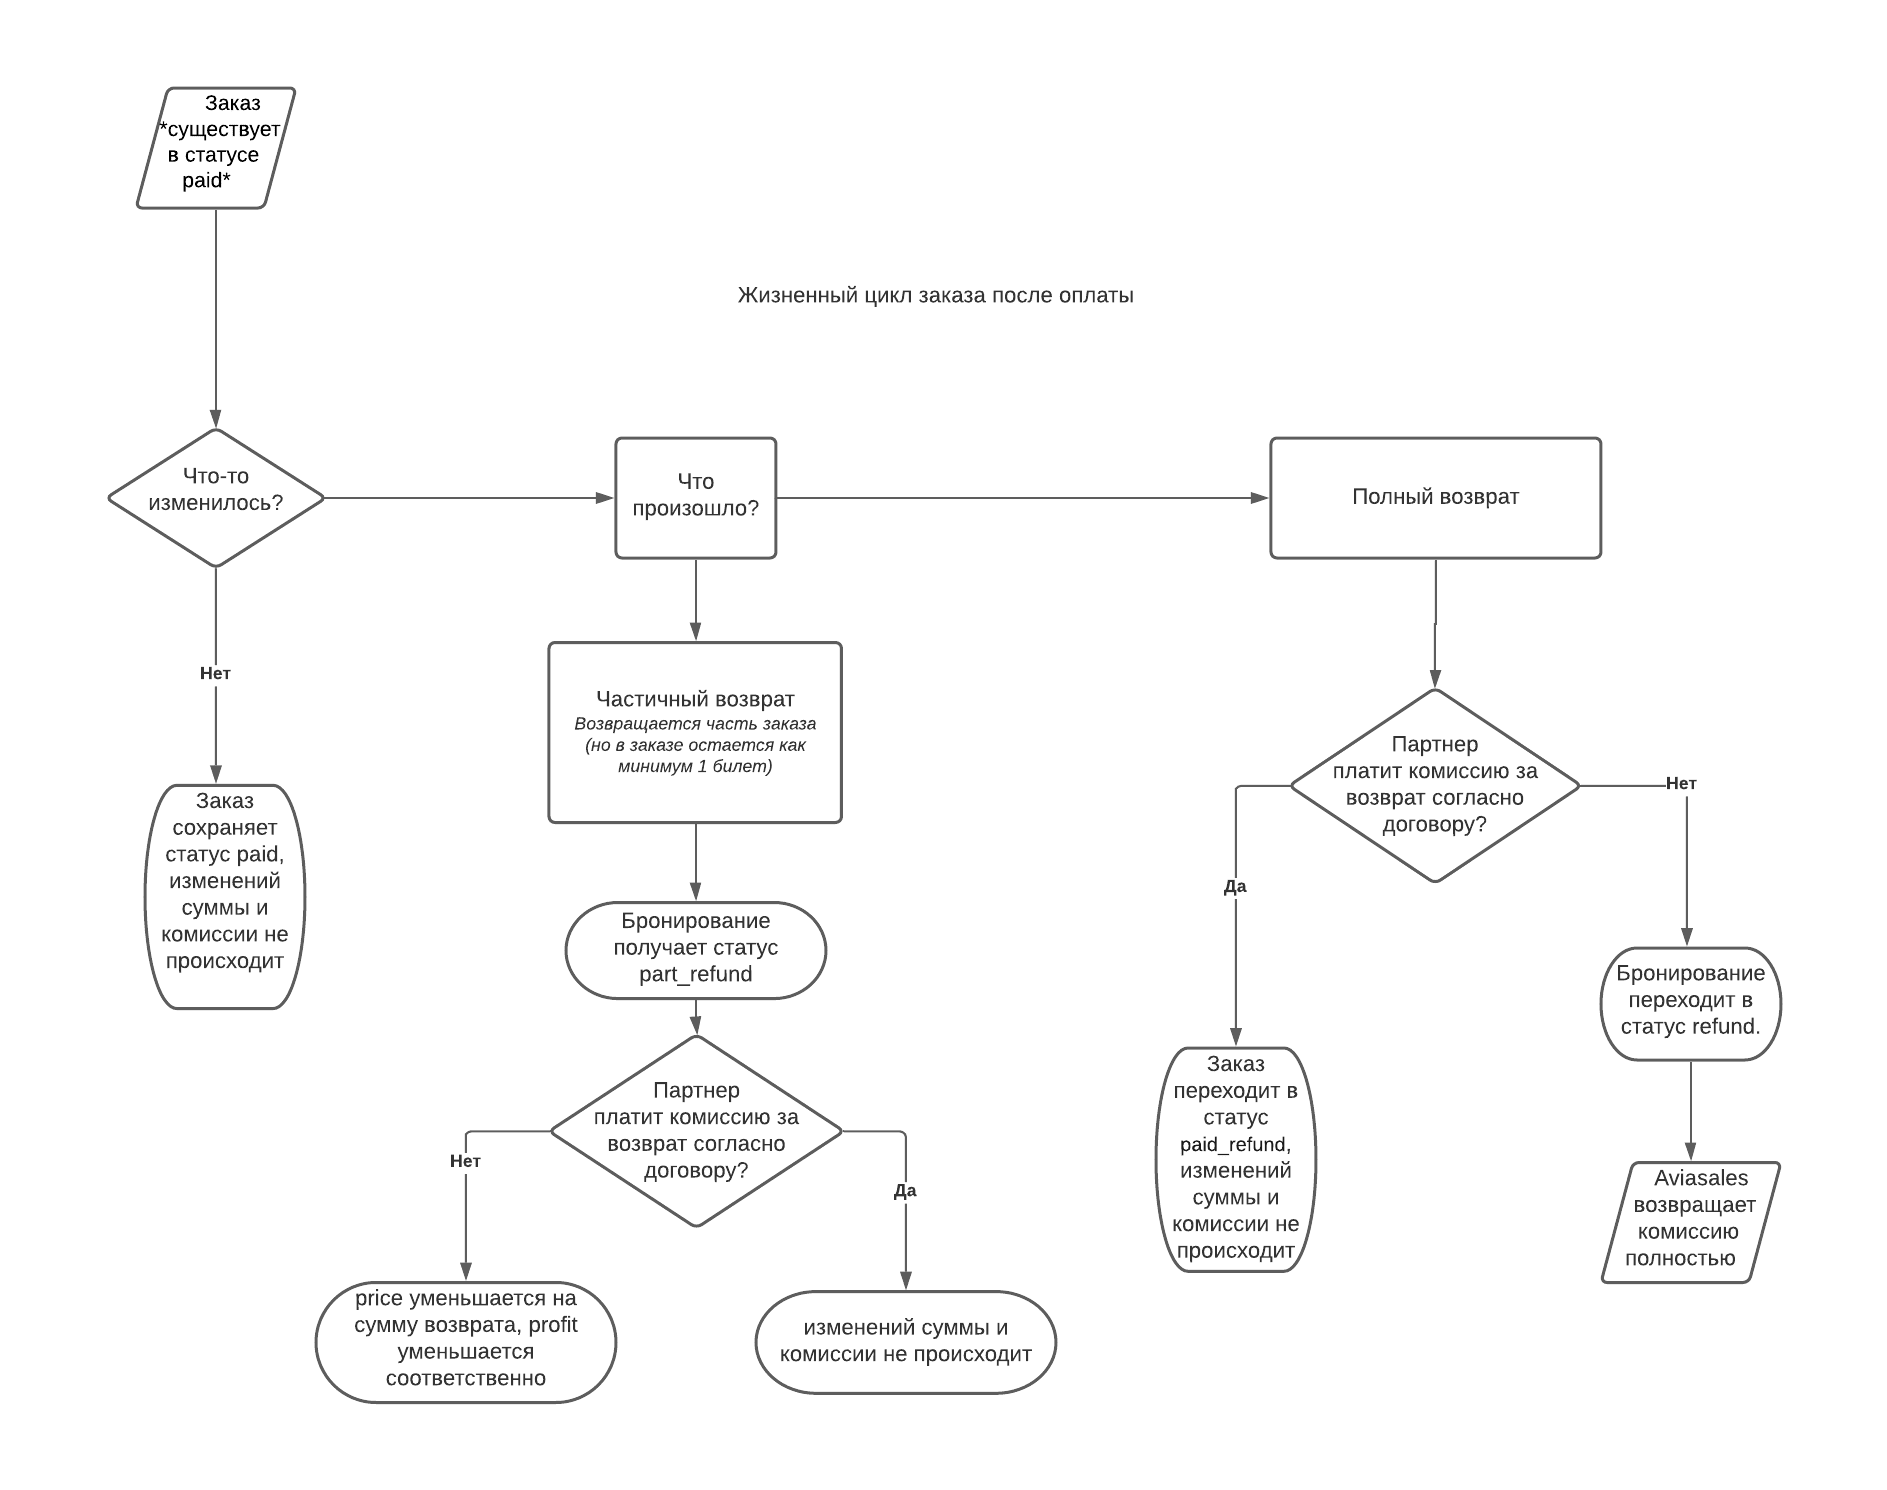 Заказ
*существует
в статусе
paid*
Жизненный цикл заказа после оплаты
Что-то
изменилось?
Что
произошло?
Полный возврат
Нет
Заказ
сохраняет
статус paid,
изменений
суммы и
комиссии не
происходит
Частичный возврат
Возвращается часть заказа
(но в заказе остается как
минимум 1 билет)
Бронирование
получает статус
part_refund
Партнер
платит комиссию за
возврат согласно
договору?
Нет
Да
price уменьшается на
сумму возврата, profit
уменьшается
соответственно
изменений суммы и
комиссии не происходит
Партнер
платит комиссию за
возврат согласно
договору?
Да
Нет
Заказ
переходит в
статус
paid_refund,
изменений
суммы и
комиссии не
происходит
Бронирование
переходит в
статус refund.
Aviasales
возвращает
комиссию
полностью